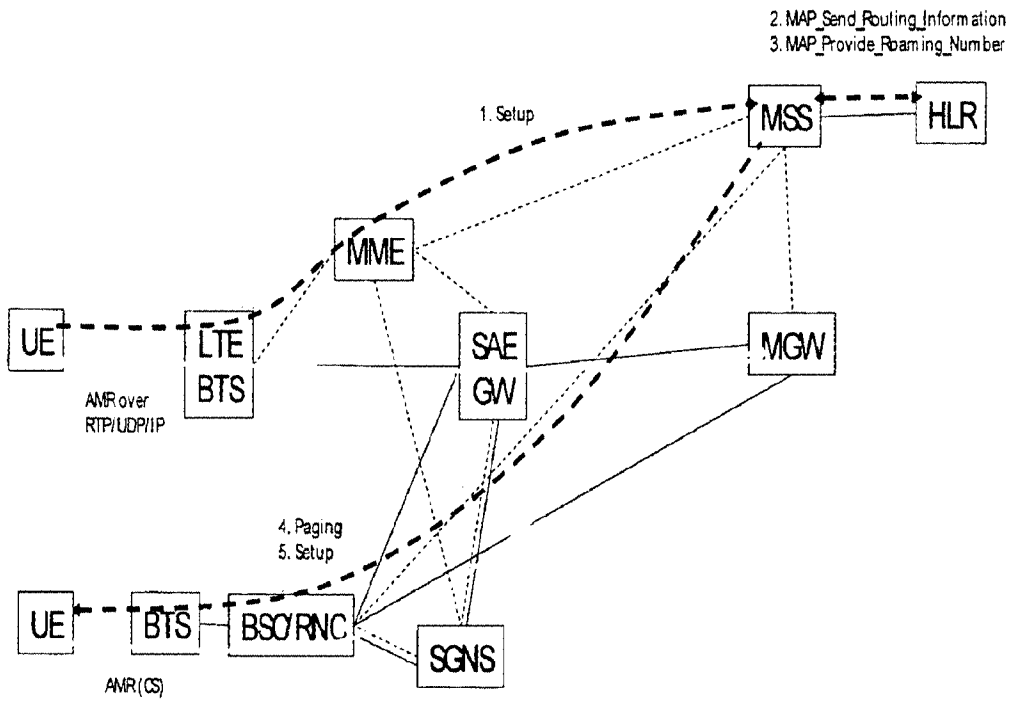 2. MAP_Send_Routing_Information
3. MAP_Provide_Roaming_Number
1. Setup
MSS
HLR
MME
UE
LTE
BTS
SAE
GW
MGW
AMR over
RTP/UDP/IP
4. Paging
5. Setup
UE
BTS
BSC/RNC
SGNS
AMR (CS)